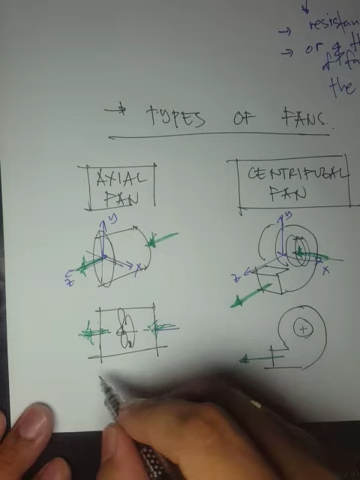 → resistan
→ or
the
→ TYPES OF FANS.
AXIAL
FAN
CENTRIFUGAL
FAN
y
z
x
y
z
x